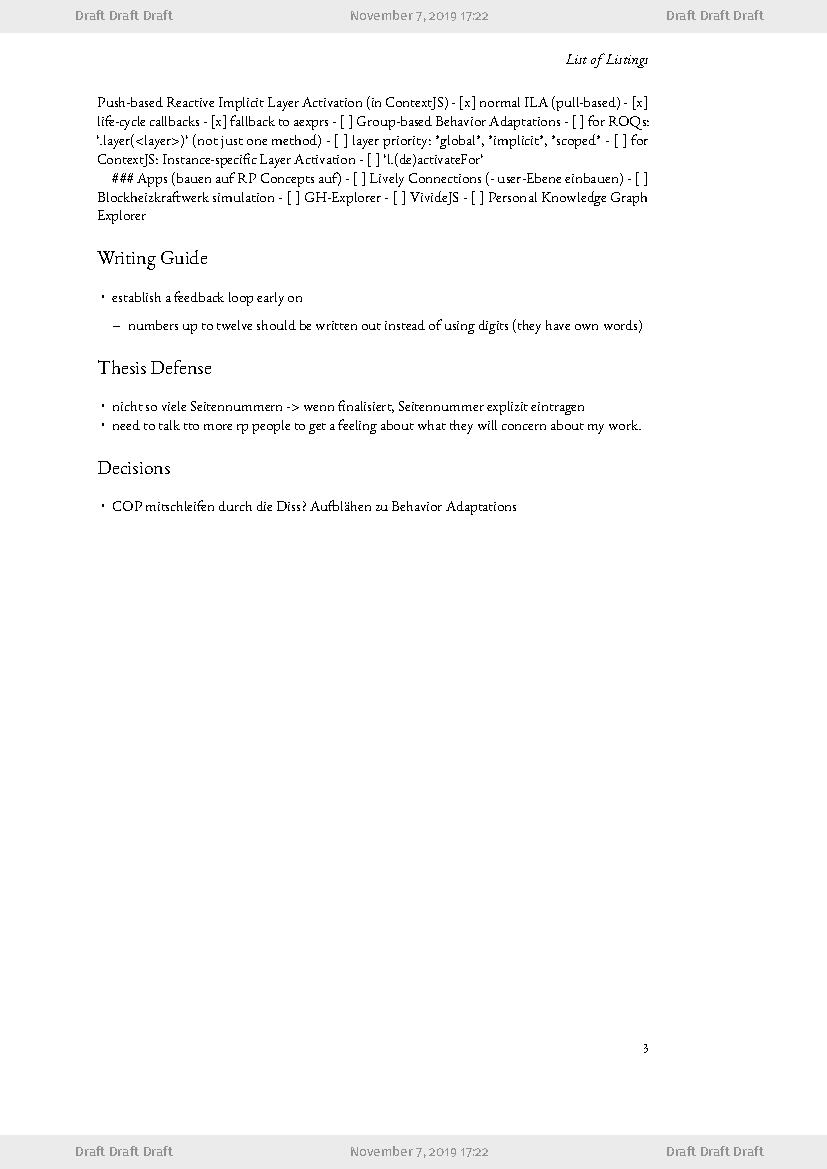 Draft Draft Draft November 7, 2019 17:22 Draft Draft Draft
List of Listings
Push-based Reactive Implicit Layer Activation (in ContextJS) - [x] normal ILA (pull-based) - [x]
life-cycle callbacks - [x] fallback to aexprs - [ ] Group-based Behavior Adaptations - [ ] for ROQs:
‘.layer(<layer>)‘ (not just one method) - [ ] layer priority: *global*, *implicit*, *scoped* - [ ] for
ContextJS: Instance-specific Layer Activation - [ ] ‘l.(de)activateFor‘
### Apps (bauen auf RP Concepts auf) - [ ] Lively Connections (- user-Ebene einbauen) - [ ]
Blockheizkraftwerk simulation - [ ] GH-Explorer - [ ] VivideJS - [ ] Personal Knowledge Graph
Explorer
Writing Guide
• establish a feedback loop early on
– numbers up to twelve should be written out instead of using digits (they have own words)
Thesis Defense
• nicht so viele Seitennummern -> wenn finalisiert, Seitennummer explizit eintragen
• need to talk tto more rp people to get a feeling about what they will concern about my work.
Decisions
• COP mitschleifen durch die Diss? Aufblähen zu Behavior Adaptations
3
Draft Draft Draft November 7, 2019 17:22 Draft Draft Draft